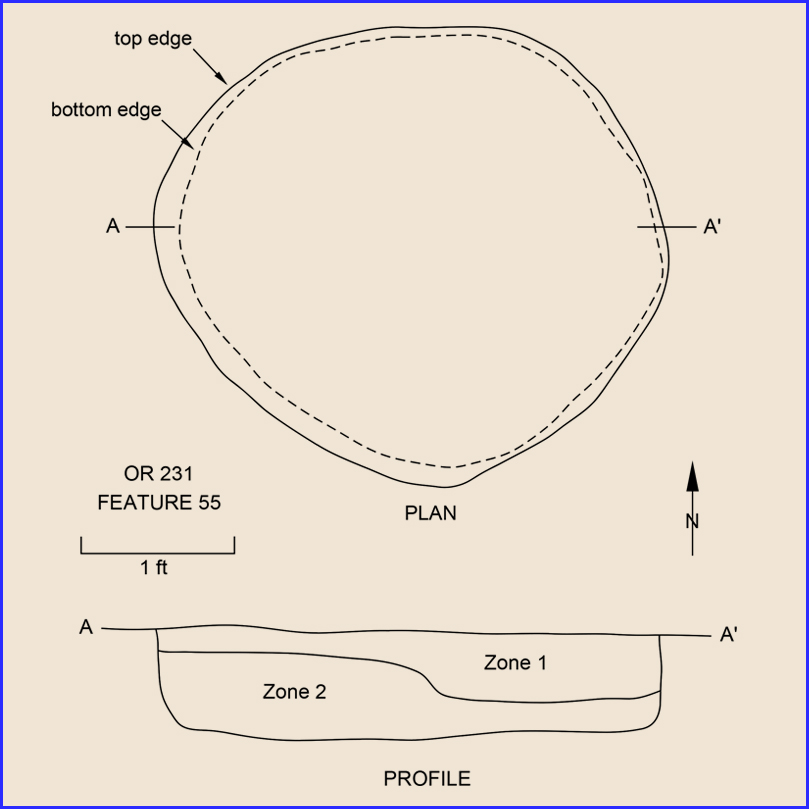 top edge
bottom edge
A
A'
OR 231
FEATURE 55
PLAN
N
1 ft
A
A'
Zone 1
Zone 2
PROFILE